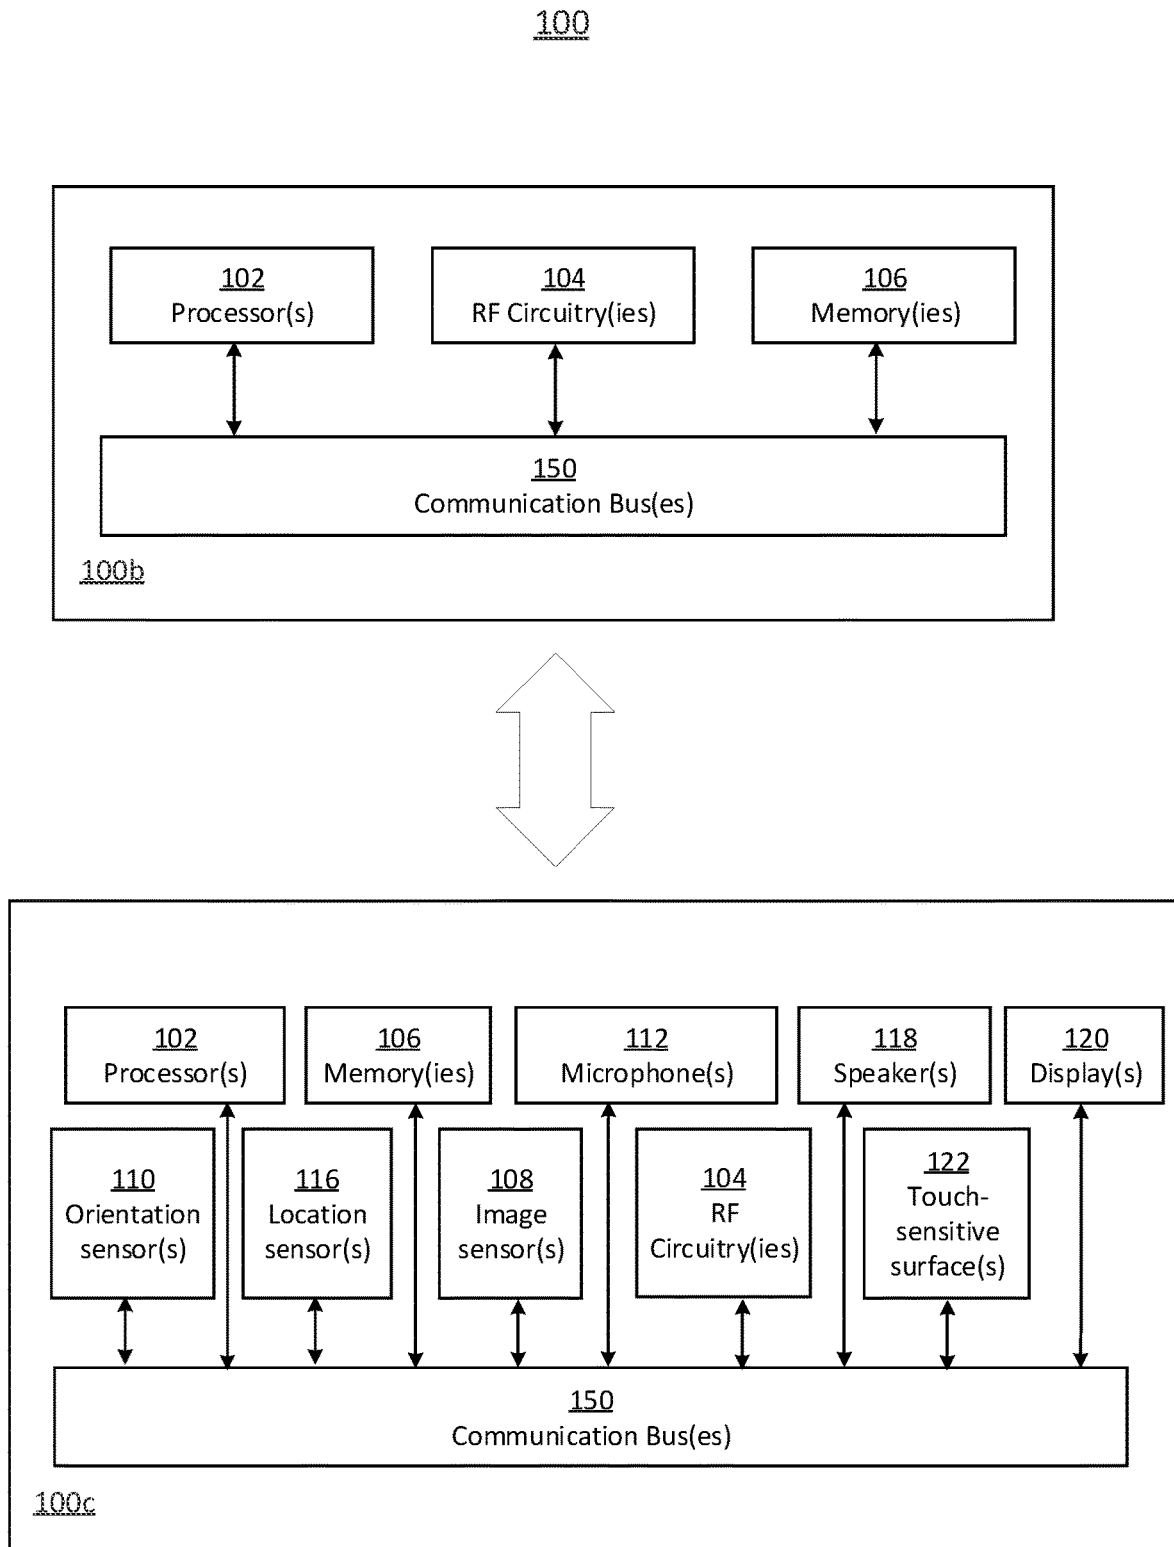 100
102
Processor(s)
104
RF Circuitry(ies)
106
Memory(ies)
150
Communication Bus(es)
100b
102
Processor(s)
106
Memory(ies)
112
Microphone(s)
118
Speaker(s)
120
Display(s)
110
Orientation
sensor(s)
116
Location
sensor(s)
108
Image
sensor(s)
104
RF
Circuitry(ies)
122
Touch-
sensitive
surface(s)
150
Communication Bus(es)
100c